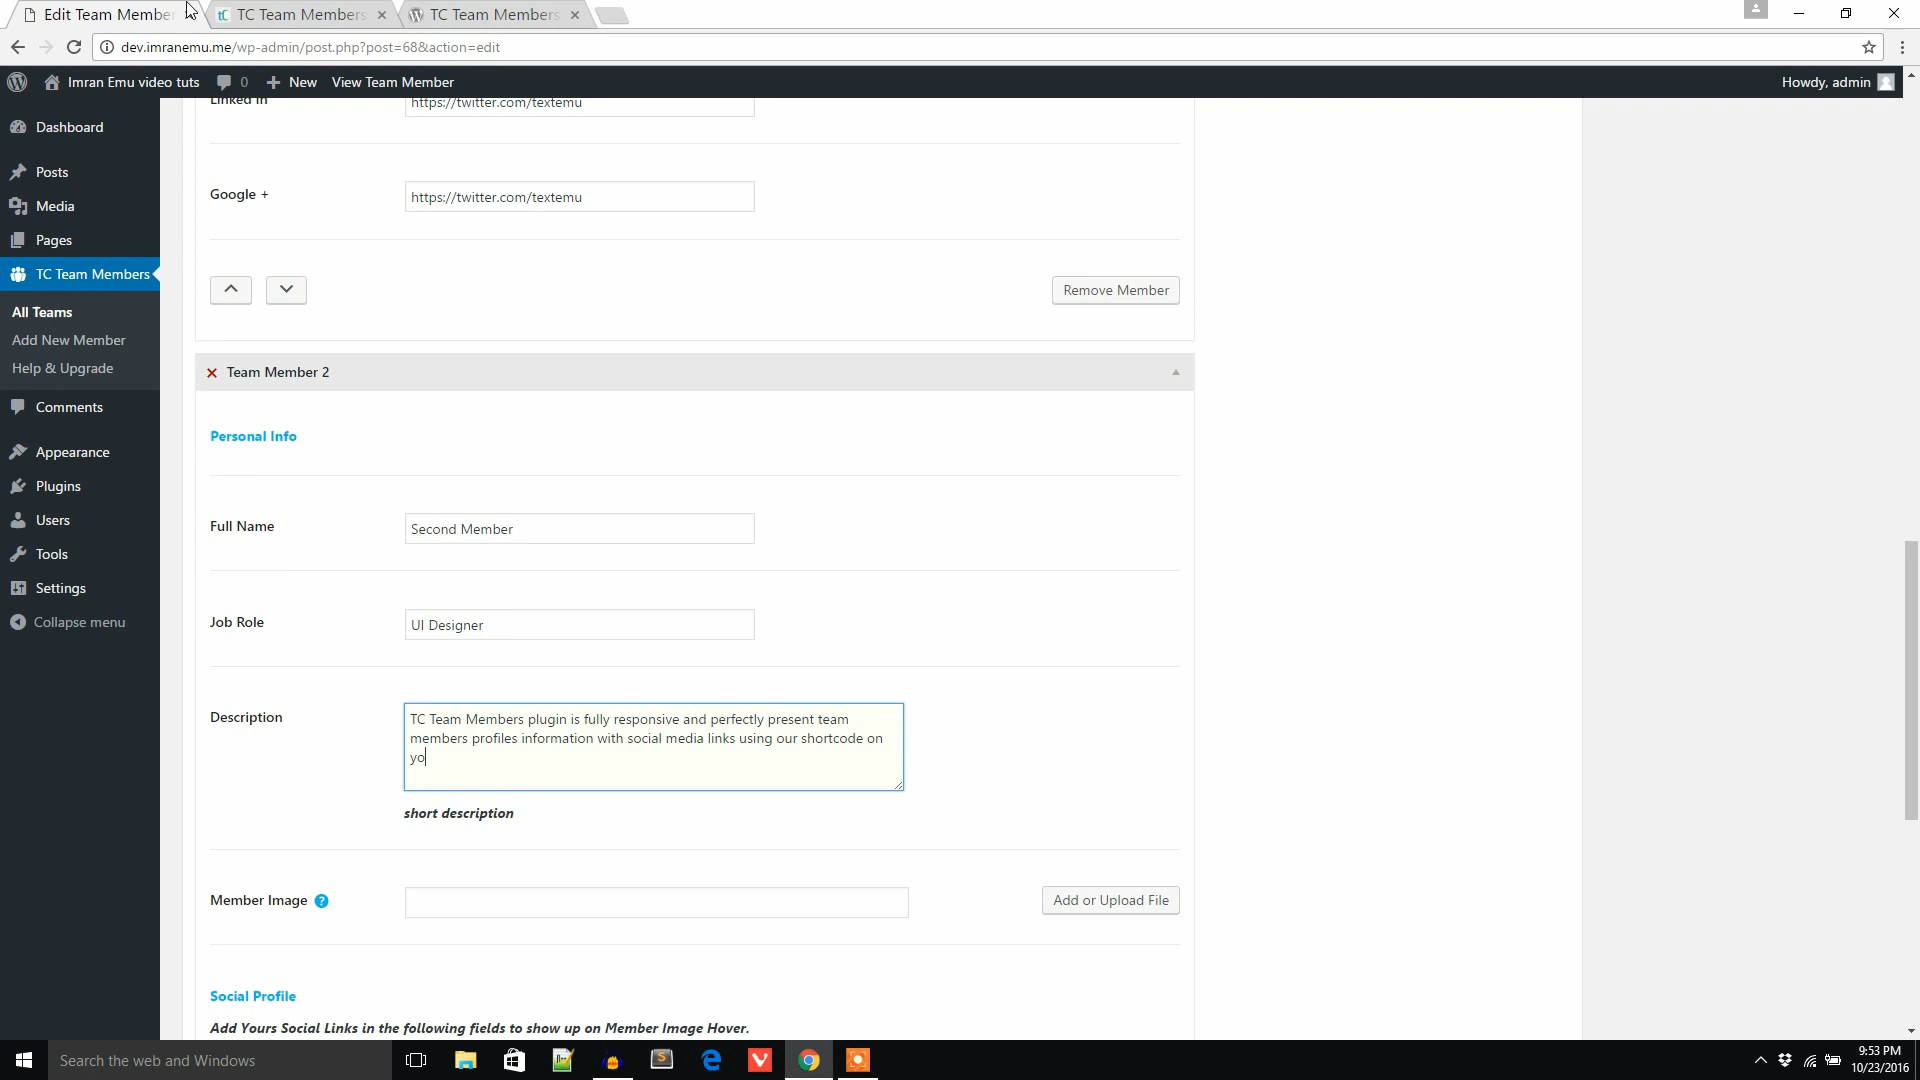 Edit Team Membe
TC Team Members
TC Team Members
dev.imranemu.me/wp-admin/post.php?post=68&action=edit
Imran Emu video tuts
0
New
View Team Member
Howdy, admin
Dashboard
Posts
Media
Pages
TC Team Members
All Teams
Add New Member
Help & Upgrade
Comments
Appearance
Plugins
Users
Tools
Settings
Collapse menu
Linked In
https://twitter.com/textemu
Google +
https://twitter.com/textemu
Remove Member
Team Member 2
Personal Info
Full Name
Second Member
Job Role
UI Designer
Description
TC Team Members plugin is fully responsive and perfectly present team
members profiles information with social media links using our shortcode on
yo
short description
Member Image
Add or Upload File
Social Profile
Add Yours Social Links in the following fields to show up on Member Image Hover.
Search the web and Windows
9:53 PM
10/23/2016